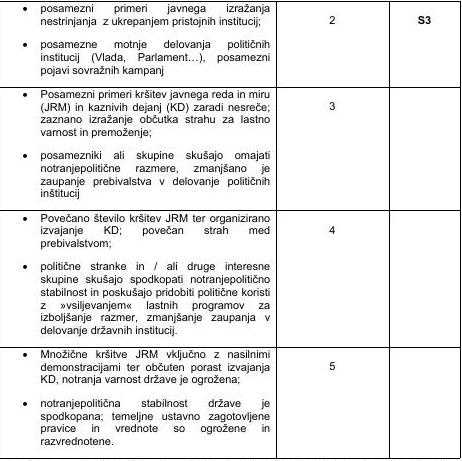 • posamezni primeri javnega izražanja
nestrinjanja z ukrepanjem pristojnih institucij;
2
S3
• posamezne motnje delovanja političnih
institucij (Vlada, Parlament…), posamezni
pojavi sovražnih kampanj
• Posamezni primeri kršitev javnega reda in miru
(JRM) in kaznivih dejanj (KD) zaradi nesreče;
zaznano izražanje občutka strahu za lastno
varnost in premoženje;
3
• posamezniki ali skupine skušajo omajati
notranjepolitične razmere, zmanjšano je
zaupanje prebivalstva v delovanje političnih
inštitucij
• Povečano število kršitev JRM ter organizirano
izvajanje KD; povečan strah med
prebivalstvom;
4
• politične stranke in / ali druge interesne
skupine skušajo spodkopati notranjepolitično
stabilnost in poskušajo pridobiti politične koristi
z »vsiljevanjem« lastnih programov za
izboljšanje razmer, zmanjšanje zaupanja v
delovanje državnih institucij.
• Množične kršitve JRM vključno z nasilnimi
demonstracijami ter občuten porast izvajanja
KD, notranja varnost države je ogrožena;
5
• notranjepolitična stabilnost države je
spodkopana; temeljne ustavno zagotovljene
pravice in vrednote so ogrožene in
razvrednotene.